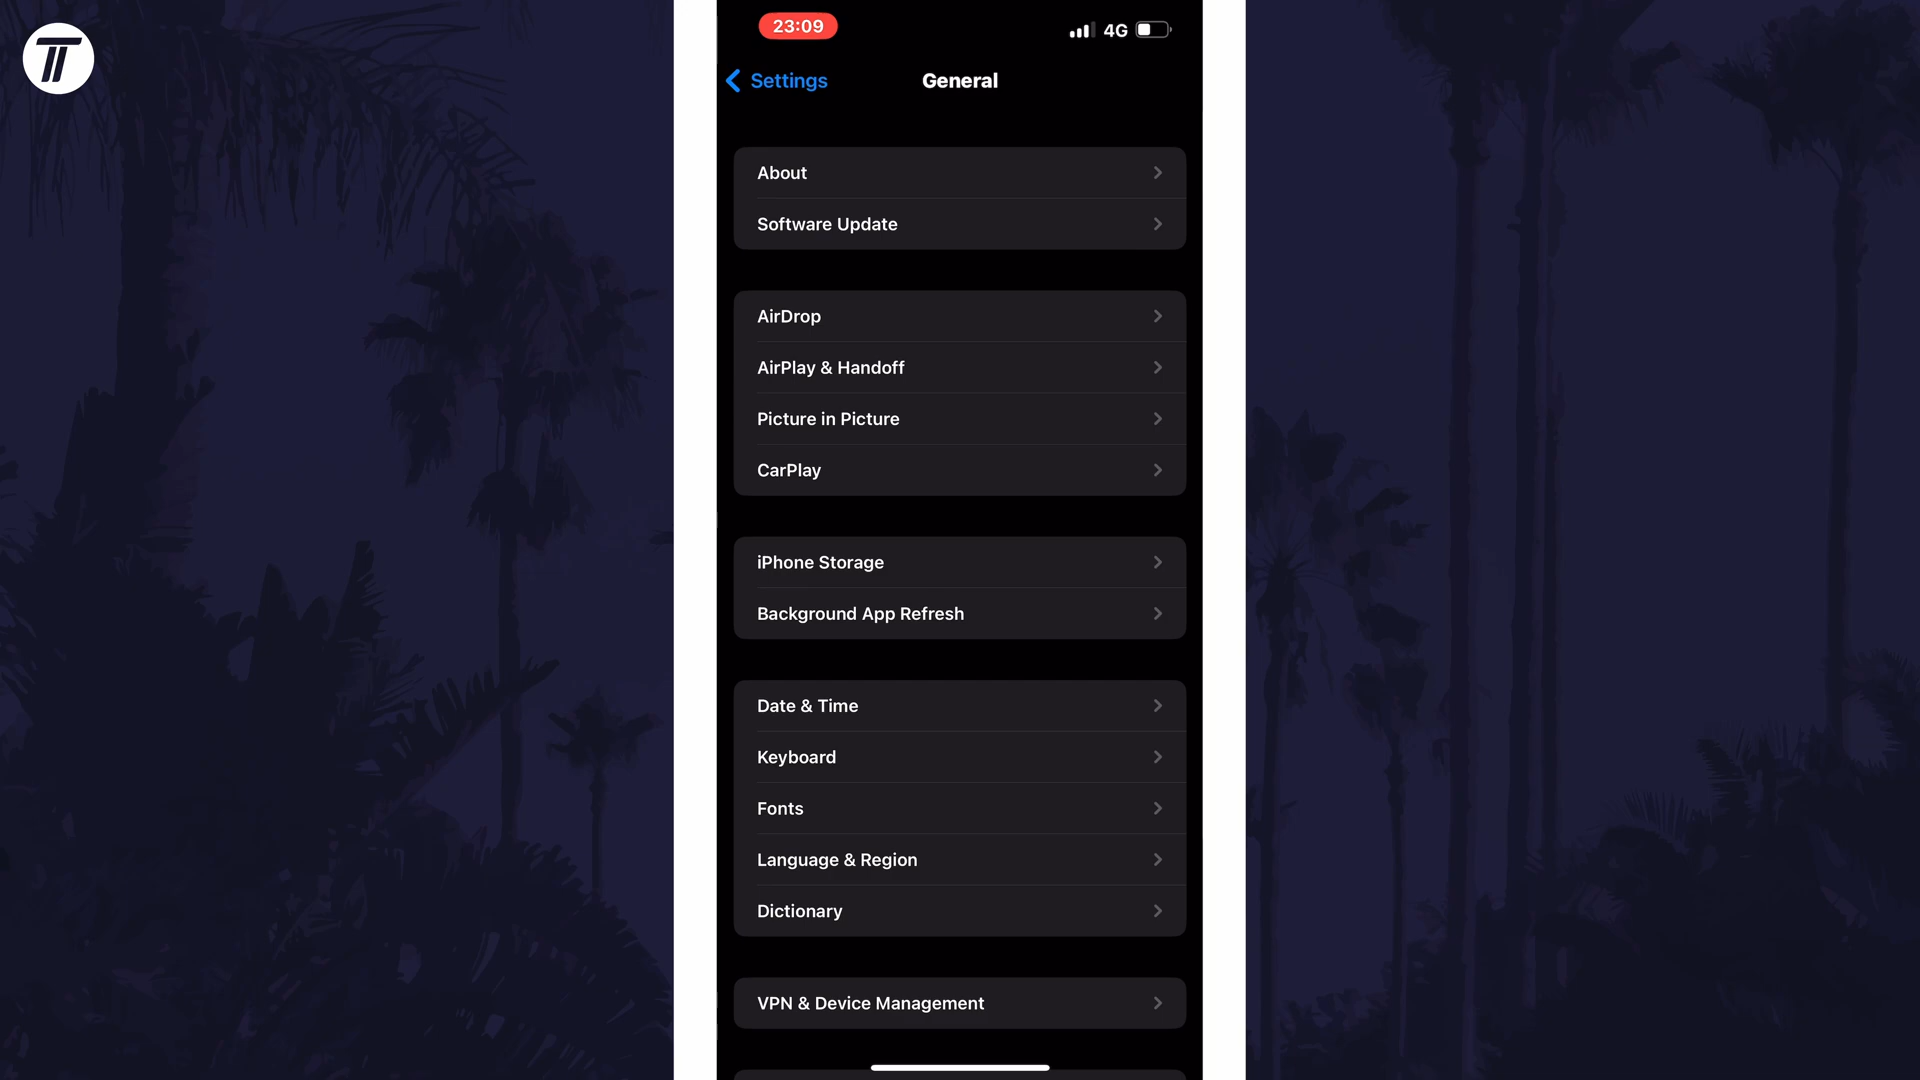 23:09
4G
Settings
General
About
Software Update
AirDrop
AirPlay & Handoff
Picture in Picture
CarPlay
iPhone Storage
Background App Refresh
Date & Time
Keyboard
Fonts
Language & Region
Dictionary
VPN & Device Management